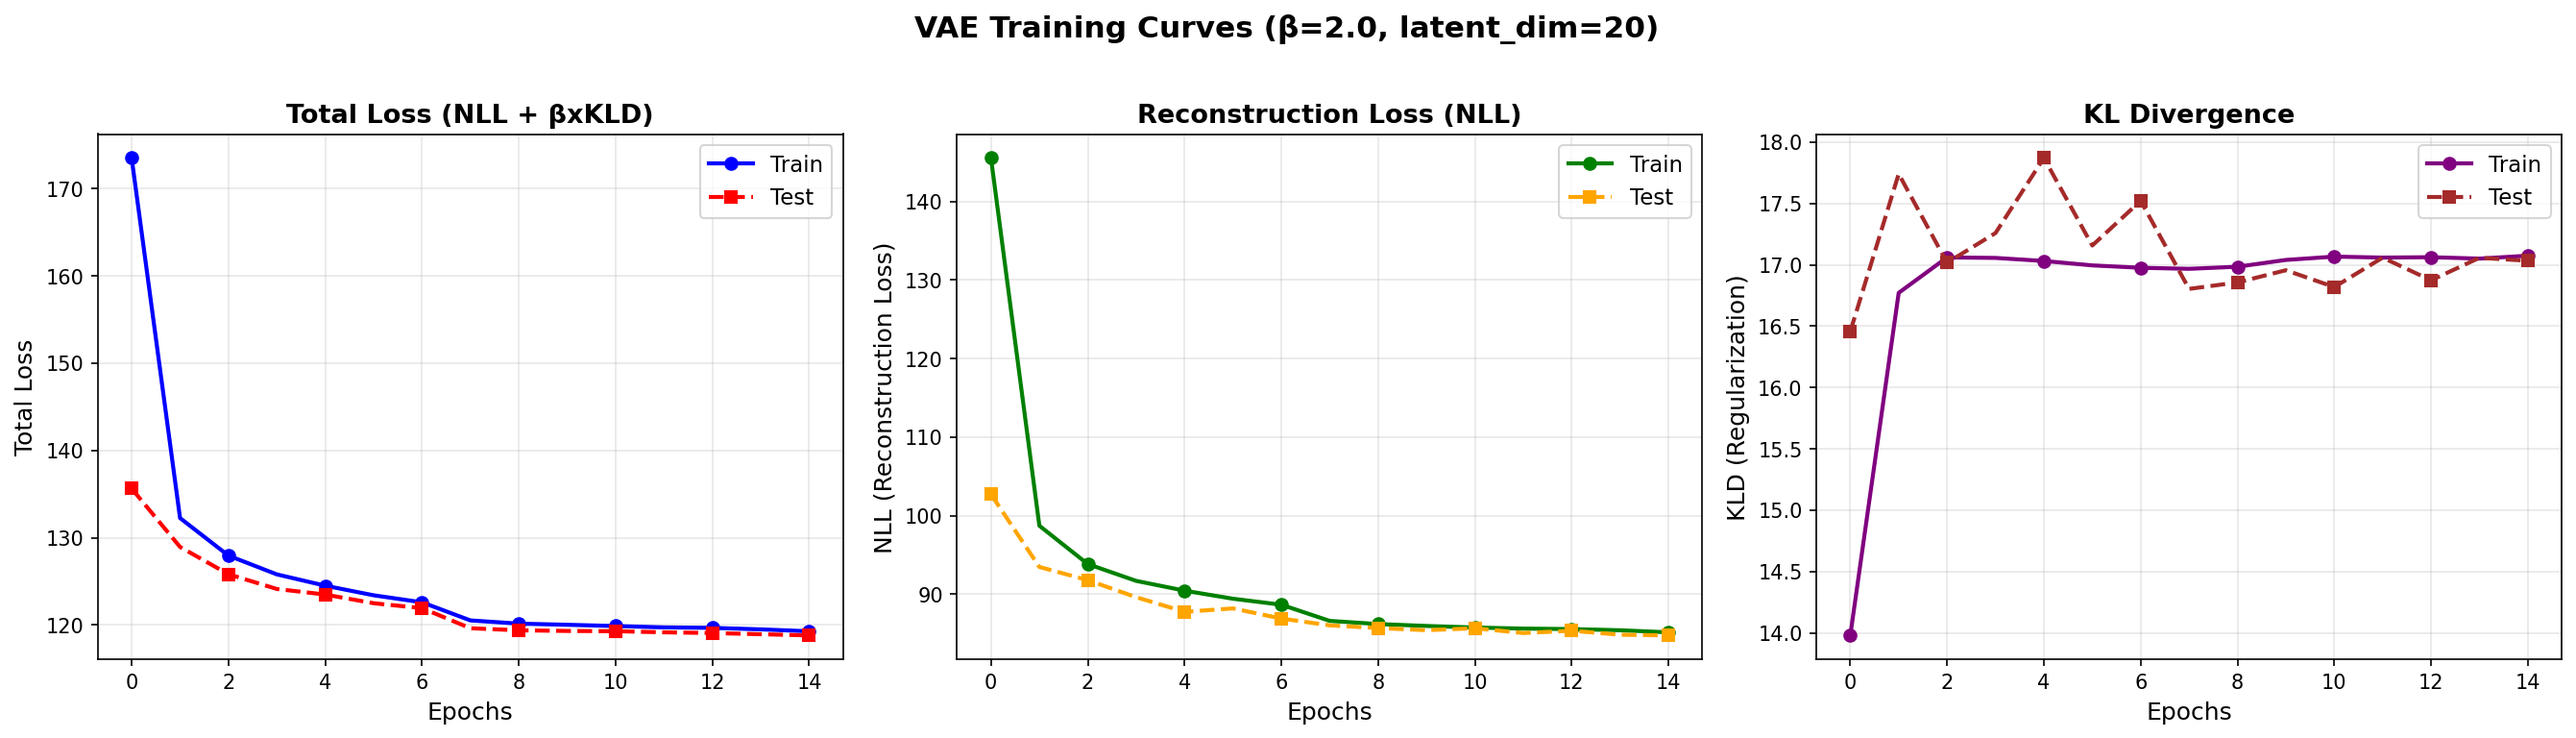 VAE Training Curves (β=2.0, latent_dim=20)
Total Loss (NLL + βxKLD)
Total Loss
170
160
150
140
130
120
0 2 4 6 8 10 12 14
Epochs
Train
Test
Reconstruction Loss (NLL)
NLL (Reconstruction Loss)
140
130
120
110
100
90
0 2 4 6 8 10 12 14
Epochs
Train
Test
KL Divergence
KLD (Regularization)
18.0
17.5
17.0
16.5
16.0
15.5
15.0
14.5
14.0
0 2 4 6 8 10 12 14
Epochs
Train
Test